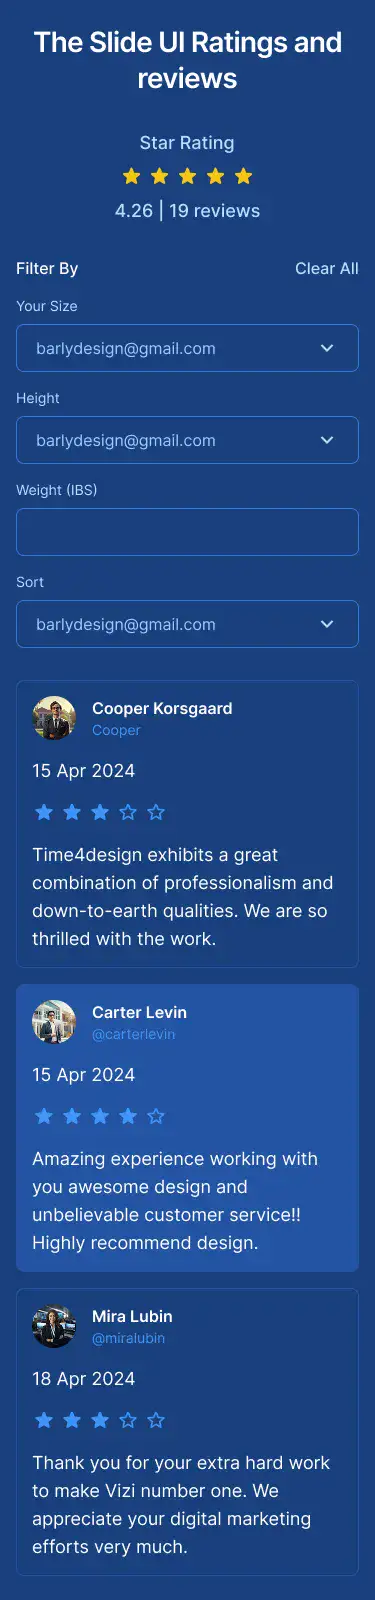 The Slide UI Ratings and
reviews
Star Rating
4.26 | 19 reviews
Filter By
Clear All
Your Size
barlydesign@gmail.com
Height
barlydesign@gmail.com
Weight (IBS)
Sort
barlydesign@gmail.com
Cooper Korsgaard
Cooper
15 Apr 2024
Time4design exhibits a great
combination of professionalism and
down-to-earth qualities. We are so
thrilled with the work.
Carter Levin
@carterlevin
15 Apr 2024
Amazing experience working with
you awesome design and
unbelievable customer service!!
Highly recommend design.
Mira Lubin
@miralubin
18 Apr 2024
Thank you for your extra hard work
to make Vizi number one. We
appreciate your digital marketing
efforts very much.